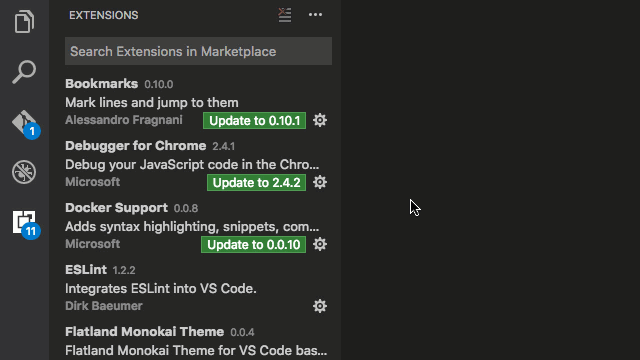 EXTENSIONS
Search Extensions in Marketplace
Bookmarks 0.10.0
Mark lines and jump to them
Alessandro Fragnani Update to 0.10.1
1
Debugger for Chrome 2.4.1
Debug your JavaScript code in the Chro...
Microsoft Update to 2.4.2
Docker Support 0.0.8
Adds syntax highlighting, snippets, com...
Microsoft Update to 0.0.10
11
ESLint 1.2.2
Integrates ESLint into VS Code.
Dirk Baeumer
Flatland Monokai Theme 0.0.4
Flatland Monokai Theme for VS Code bas...